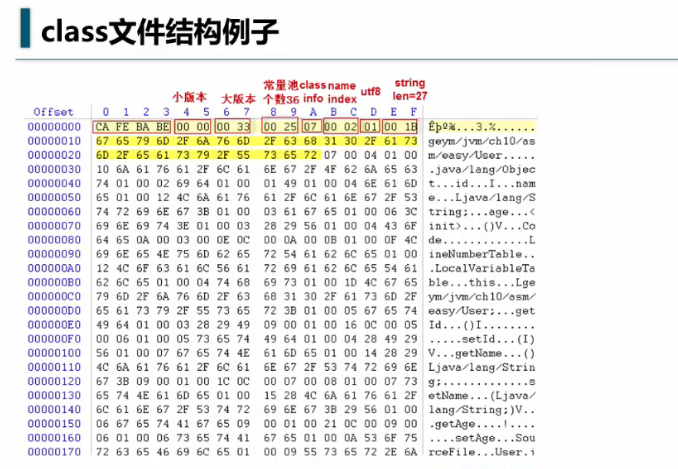 class文件结构例子
小版本 大版本 常量池个数36 class info name index utf8 string len=27
Offset 0 1 2 3 4 5 6 7 8 9 A B C D E F
00000000 CA FE BA BE 00 00 00 33 00 25 07 00 02 01 00 1B Êþº¾...3.%......
00000010 67 65 79 6D 2F 6A 76 6D 2F 63 68 31 30 2F 61 73 geym/jvm/ch10/as
00000020 6D 2F 65 61 73 79 2F 55 73 65 72 07 00 04 01 00 m/easy/User.....
00000030 10 6A 61 76 61 2F 6C 61 6E 67 2F 4F 62 6A 65 63 .java/lang/Objec
00000040 74 01 00 02 69 64 01 00 01 49 01 00 04 6E 61 6D t...id...I...nam
00000050 65 01 00 12 4C 6A 61 76 61 2F 6C 61 6E 67 2F 53 e...Ljava/lang/S
00000060 74 72 69 6E 67 3B 01 00 03 61 67 65 01 00 06 3C tring;...age...<
00000070 69 6E 69 74 3E 01 00 03 28 29 56 01 00 04 43 6F init>...()V...Co
00000080 64 65 0A 00 03 00 0E 0C 00 0A 00 0B 01 00 0F 4C de.............L
00000090 69 6E 65 4E 75 6D 62 65 72 54 61 62 6C 65 01 00 ineNumberTable..
000000A0 12 4C 6F 63 61 6C 56 61 72 69 61 62 6C 65 54 61 .LocalVariableTa
000000B0 62 6C 65 01 00 04 74 68 69 73 01 00 1D 4C 67 65 ble...this...Lge
000000C0 79 6D 2F 6A 76 6D 2F 63 68 31 30 2F 61 73 6D 2F ym/jvm/ch10/asm/
000000D0 65 61 73 79 2F 55 73 65 72 3B 01 00 05 67 65 74 easy/User;...get
000000E0 49 64 01 00 03 28 29 49 09 00 01 00 16 0C 00 05 Id...()I........
000000F0 00 06 01 00 05 73 65 74 49 64 01 00 04 28 49 29 .....setId...(I)
00000100 56 01 00 07 67 65 74 4E 61 6D 65 01 00 14 28 29 V...getName...()
00000110 4C 6A 61 76 61 2F 6C 61 6E 67 2F 53 74 72 69 6E Ljava/lang/Strin
00000120 67 3B 09 00 01 00 1C 0C 00 07 00 08 01 00 07 73 g;.............s
00000130 65 74 4E 61 6D 65 01 00 15 28 4C 6A 61 76 61 2F etName...(Ljava/
00000140 6C 61 6E 67 2F 53 74 72 69 6E 67 3B 29 56 01 00 lang/String;)V..
00000150 06 67 65 74 41 67 65 09 00 01 00 21 0C 00 09 00 .getAge....!....
00000160 06 01 00 06 73 65 74 41 67 65 01 00 0A 53 6F 75 ....setAge...Sou
00000170 72 63 65 46 69 6C 65 01 00 09 55 73 65 72 2E 6A rceFile...User.j